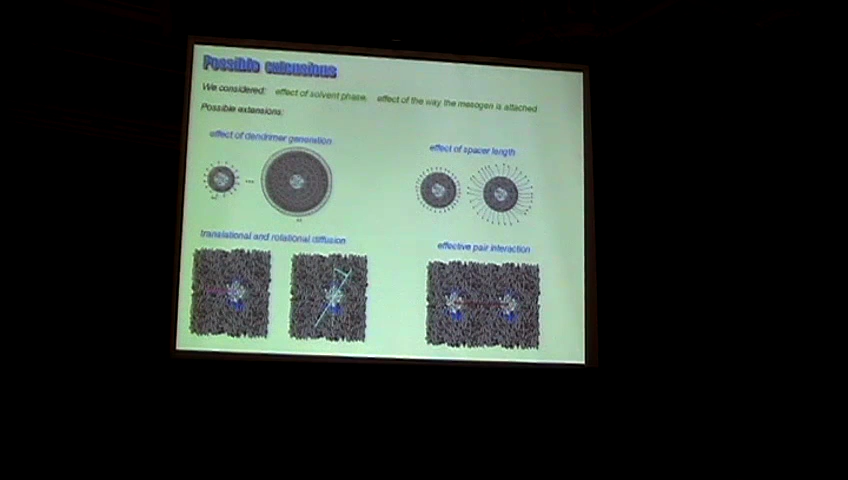 Possible extensions
We considered: effect of solvent phase, effect of the way the mesogen is attached
Possible extensions:
effect of dendrimer generation
effect of spacer length
translational and rotational diffusion
effective pair interaction